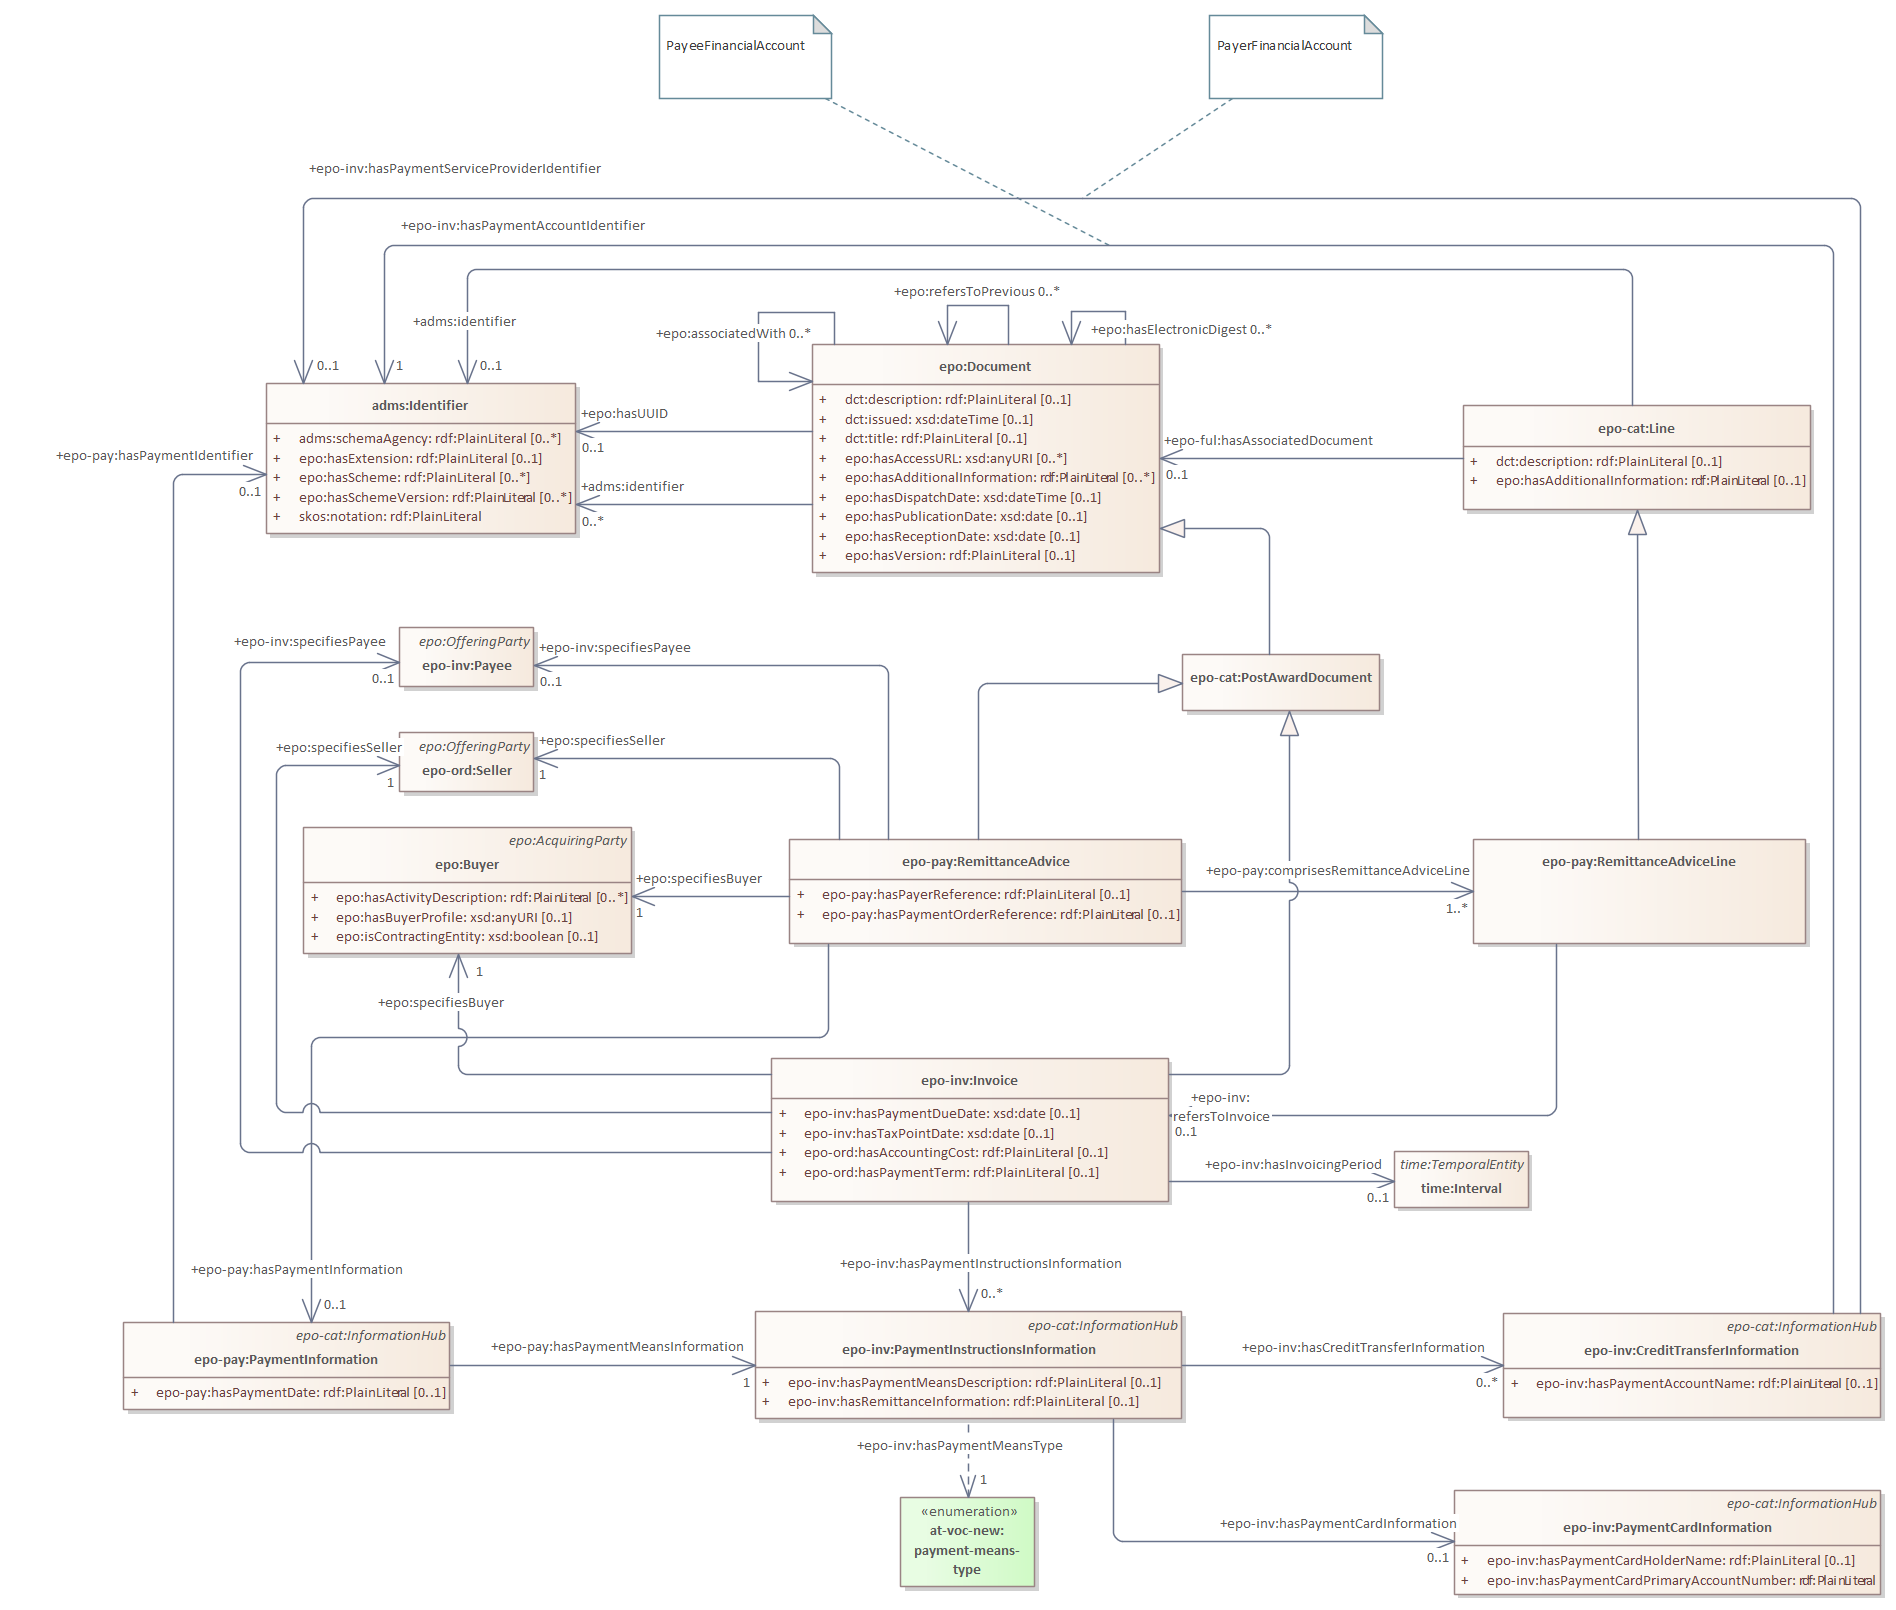 PayeeFinancialAccount
PayerFinancialAccount
+epo-inv:hasPaymentServiceProviderIdentifier
+epo-inv:hasPaymentAccountIdentifier
+epo:refersToPrevious 0..*
+adms:identifier
+epo:associatedWith 0..*
+epo:hasElectronicDigest 0..*
0..1
1
0..1
epo:Document
+ dct:description: rdf:PlainLiteral [0..1]
+ dct:issued: xsd:dateTime [0..1]
+ dct:title: rdf:PlainLiteral [0..1]
+ epo:hasAccessURL: xsd:anyURI [0..*]
+ epo:hasAdditionalInformation: rdf:PlainLiteral [0..*]
+ epo:hasDispatchDate: xsd:dateTime [0..1]
+ epo:hasPublicationDate: xsd:date [0..1]
+ epo:hasReceptionDate: xsd:date [0..1]
+ epo:hasVersion: rdf:PlainLiteral [0..1]
adms:Identifier
+ adms:schemaAgency: rdf:PlainLiteral [0..*]
+ epo:hasExtension: rdf:PlainLiteral [0..1]
+ epo:hasScheme: rdf:PlainLiteral [0..*]
+ epo:hasSchemeVersion: rdf:PlainLiteral [0..*]
+ skos:notation: rdf:PlainLiteral
+epo:hasUUID
0..1
+adms:identifier
0..*
+epo-pay:hasPaymentIdentifier
0..1
+epo-ful:hasAssociatedDocument
0..1
epo-cat:Line
+ dct:description: rdf:PlainLiteral [0..1]
+ epo:hasAdditionalInformation: rdf:PlainLiteral [0..1]
+epo-inv:specifiesPayee
0..1
epo:OfferingParty
epo-inv:Payee
+epo-inv:specifiesPayee
0..1
epo-cat:PostAwardDocument
+epo:specifiesSeller
1
epo:OfferingParty
epo-ord:Seller
+epo:specifiesSeller
1
epo:AcquiringParty
epo:Buyer
+ epo:hasActivityDescription: rdf:PlainLiteral [0..*]
+ epo:hasBuyerProfile: xsd:anyURI [0..1]
+ epo:isContractingEntity: xsd:boolean [0..1]
+epo:specifiesBuyer
1
epo-pay:RemittanceAdvice
+ epo-pay:hasPayerReference: rdf:PlainLiteral [0..1]
+ epo-pay:hasPaymentOrderReference: rdf:PlainLiteral [0..1]
+epo-pay:comprisesRemittanceAdviceLine
1..*
epo-pay:RemittanceAdviceLine
1
+epo:specifiesBuyer
epo-inv:Invoice
+ epo-inv:hasPaymentDueDate: xsd:date [0..1]
+ epo-inv:hasTaxPointDate: xsd:date [0..1]
+ epo-ord:hasAccountingCost: rdf:PlainLiteral [0..1]
+ epo-ord:hasPaymentTerm: rdf:PlainLiteral [0..1]
+epo-inv:
refersToInvoice
0..1
+epo-inv:hasInvoicingPeriod
0..1
time:TemporalEntity
time:Interval
+epo-pay:hasPaymentInformation
0..1
+epo-inv:hasPaymentInstructionsInformation
0..*
epo-cat:InformationHub
epo-pay:PaymentInformation
+ epo-pay:hasPaymentDate: rdf:PlainLiteral [0..1]
+epo-pay:hasPaymentMeansInformation
1
epo-cat:InformationHub
epo-inv:PaymentInstructionsInformation
+ epo-inv:hasPaymentMeansDescription: rdf:PlainLiteral [0..1]
+ epo-inv:hasRemittanceInformation: rdf:PlainLiteral [0..1]
+epo-inv:hasCreditTransferInformation
0..*
epo-cat:InformationHub
epo-inv:CreditTransferInformation
+ epo-inv:hasPaymentAccountName: rdf:PlainLiteral [0..1]
+epo-inv:hasPaymentMeansType
1
«enumeration»
at-voc-new:
payment-means-
type
+epo-inv:hasPaymentCardInformation
0..1
epo-cat:InformationHub
epo-inv:PaymentCardInformation
+ epo-inv:hasPaymentCardHolderName: rdf:PlainLiteral [0..1]
+ epo-inv:hasPaymentCardPrimaryAccountNumber: rdf:PlainLiteral